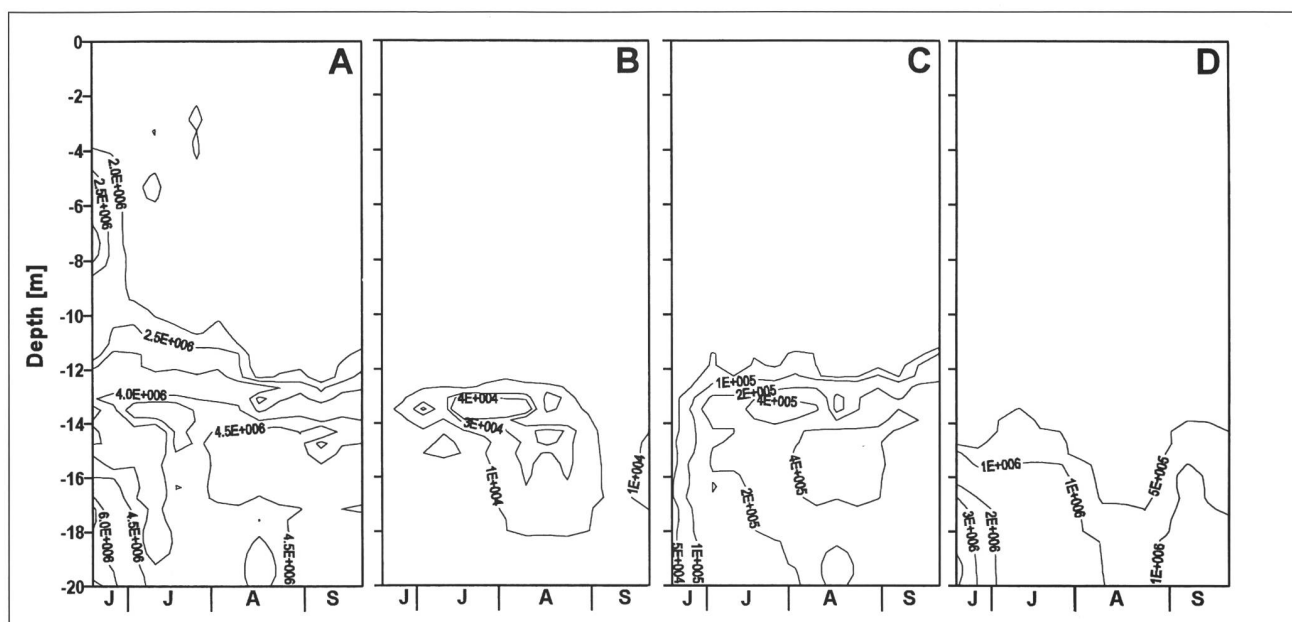 A
B
C
D
Depth [m]
0
-2
-4
-6
-8
-10
-12
-14
-16
-18
-20
2.0E+006
2.5E+006
2.5E+006
4.0E+006
4.5E+006
6.0E+006
4.5E+006
4.5E+006
4E+004
3E+004
1E+004
1E+004
1E+005
2E+005
4E+005
4E+005
2E+005
5E+004
1E+005
1E+006
3E+006
2E+006
1E+006
5E+005
1E+006
J J A S
J J A S
J J A S
J J A S